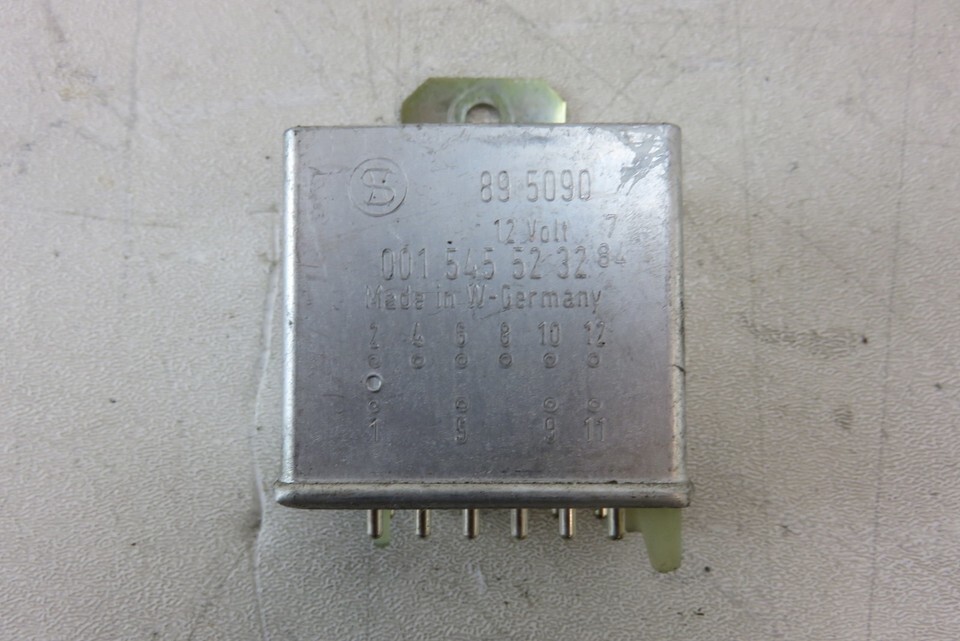 S
89 5090
12 Volt 7
001 545 52 32 84
Made in W-Germany
2 4 6 8 10 12
1 5 9 11